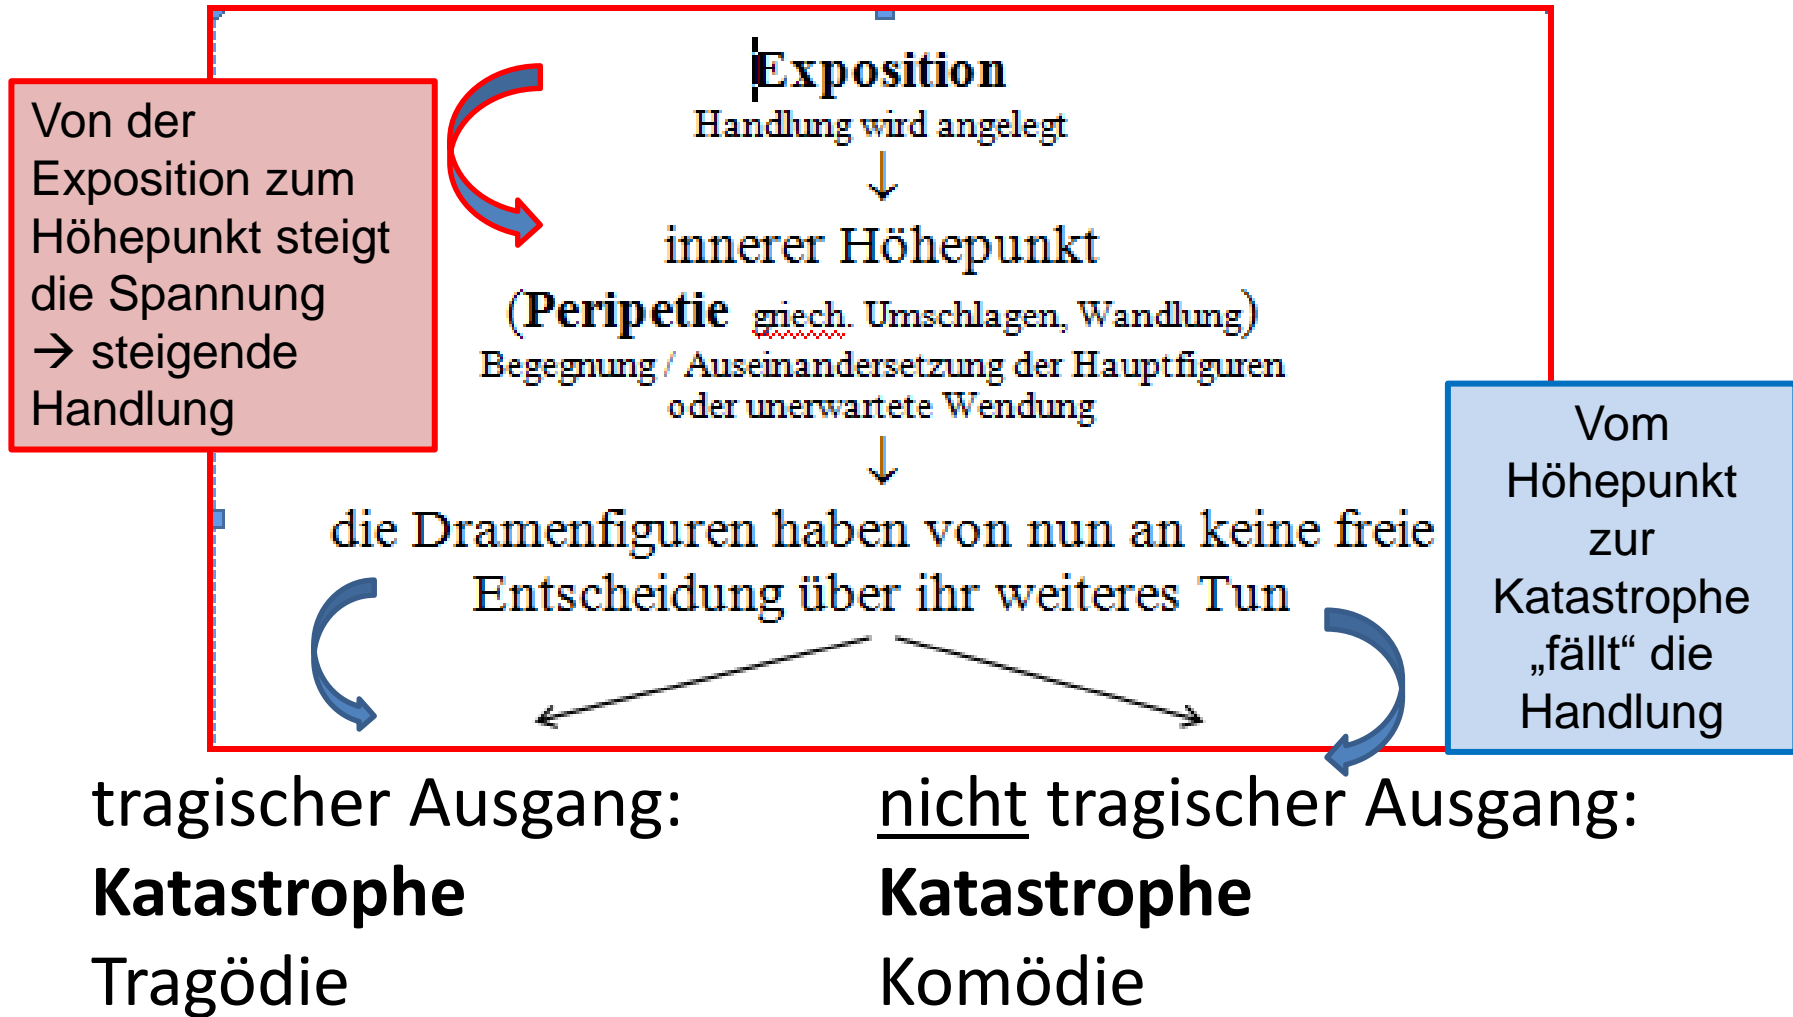 Exposition
Handlung wird angelegt
Von der
Exposition zum
Höhepunkt steigt
die Spannung
→ steigende
Handlung
innerer Höhepunkt
(Peripetie griech. Umschlagen, Wandlung)
Begegnung / Auseinandersetzung der Hauptfiguren
oder unerwartete Wendung
die Dramenfiguren haben von nun an keine freie
Entscheidung über ihr weiteres Tun
Vom
Höhepunkt
zur
Katastrophe
„fällt“ die
Handlung
tragischer Ausgang:
Katastrophe
Tragödie
nicht tragischer Ausgang:
Katastrophe
Komödie